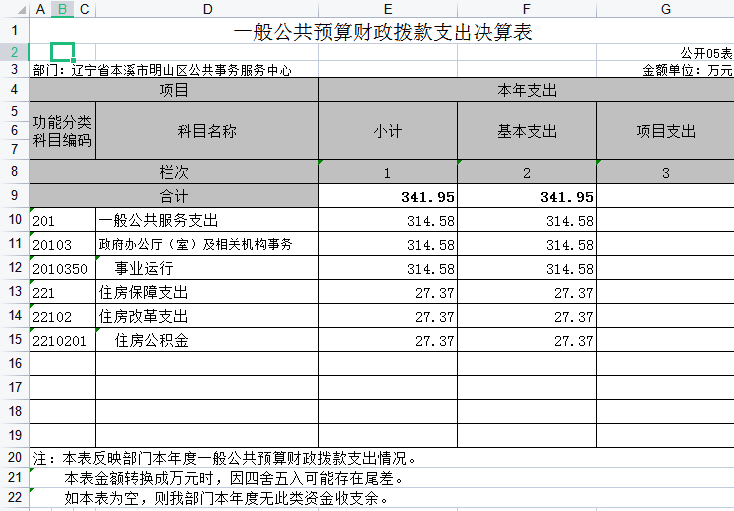 A B C D E F G
1 一般公共预算财政拨款支出决算表
2 公开05表
3 部门：辽宁省本溪市明山区公共事务服务中心 金额单位：万元
4 项目 本年支出
5
6 功能分类科目编码 科目名称 小计 基本支出 项目支出
7
8 栏次 1 2 3
9 合计 341.95 341.95
10 201 一般公共服务支出 314.58 314.58
11 20103 政府办公厅（室）及相关机构事务 314.58 314.58
12 2010350 事业运行 314.58 314.58
13 221 住房保障支出 27.37 27.37
14 22102 住房改革支出 27.37 27.37
15 2210201 住房公积金 27.37 27.37
16
17
18
19
20 注：本表反映部门本年度一般公共预算财政拨款支出情况。
21 本表金额转换成万元时，因四舍五入可能存在尾差。
22 如本表为空，则我部门本年度无此类资金收支余。